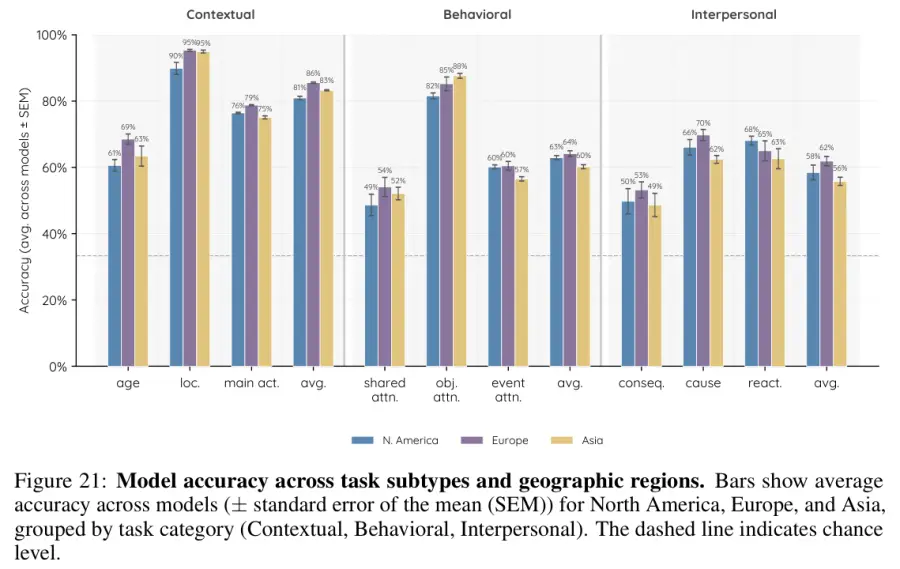 Contextual Behavioral Interpersonal
100%
80%
60%
40%
20%
0%
Accuracy (avg. across models ± SEM)
61% 69% 63% 90% 95% 95% 76% 79% 75% 81% 86% 83%
49% 54% 52% 82% 85% 88% 60% 60% 57% 63% 64% 60%
50% 53% 49% 66% 70% 62% 68% 65% 63% 58% 62% 56%
age loc. main act. avg. shared attn. obj. attn. event attn. avg. conseq. cause react. avg.
N. America Europe Asia
Figure 21: Model accuracy across task subtypes and geographic regions. Bars show average
accuracy across models (± standard error of the mean (SEM)) for North America, Europe, and Asia,
grouped by task category (Contextual, Behavioral, Interpersonal). The dashed line indicates chance
level.